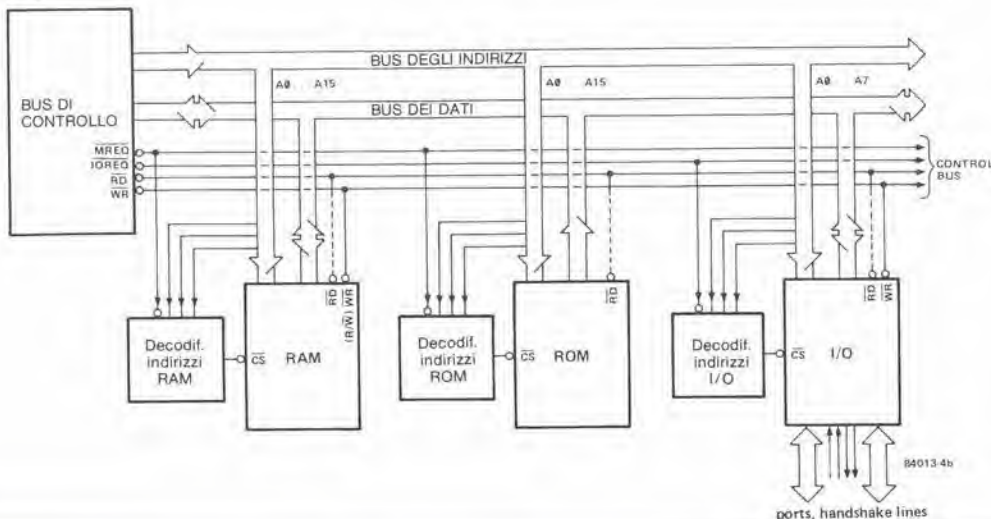 BUS DEGLI INDIRIZZI
A0 A15
A0 A15
A0 A7
BUS DI
CONTROLLO
BUS DEI DATI
MREQ
IOREQ
RD
WR
CONTROL
BUS
RD
(R/W) WR
RD
RD
WR
Decodif.
indirizzi
RAM
CS
RAM
Decodif.
indirizzi
ROM
CS
ROM
Decodif.
indirizzi
I/O
CS
I/O
84013-4b
ports, handshake lines